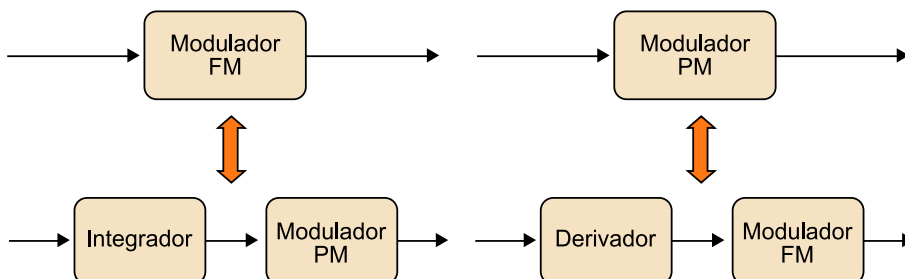 Modulador
FM
Modulador
PM
Integrador
Modulador
PM
Derivador
Modulador
FM